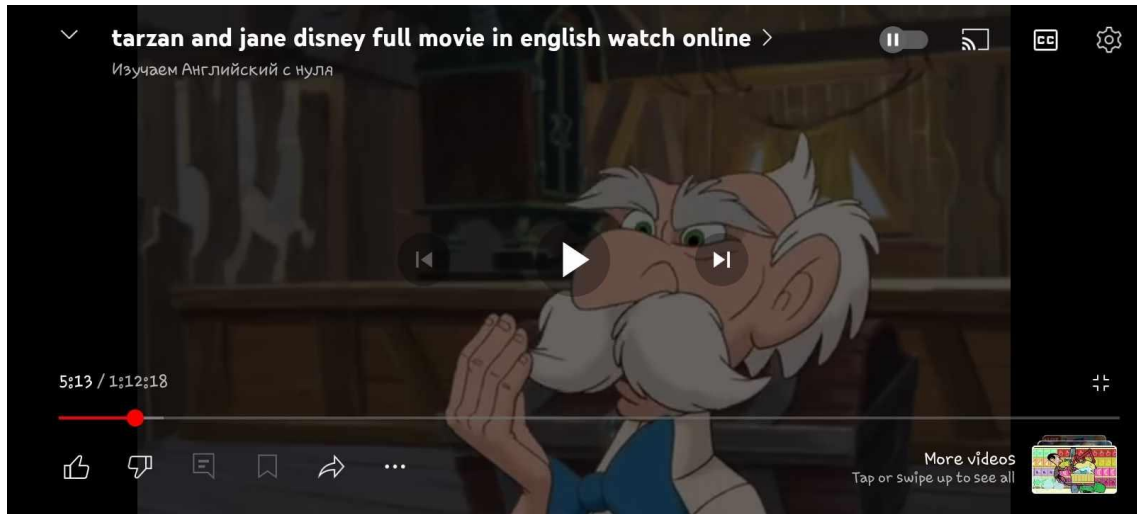 tarzan and jane disney full movie in english watch online
Изучаем Английский с нуля
CC
5:13 / 1:12:18
More videos
Tap or swipe up to see all